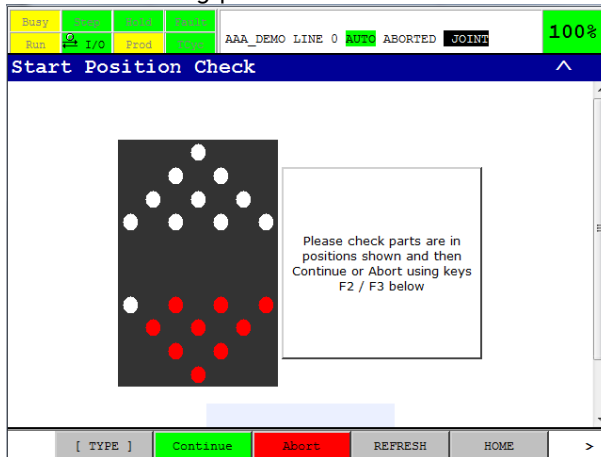 Busy Step Hold Fault
Run I/O Prod TCyc
AAA_DEMO LINE 0 AUTO ABORTED JOINT
100%
Start Position Check
Please check parts are in
positions shown and then
Continue or Abort using keys
F2 / F3 below
[ TYPE ] Continue Abort REFRESH HOME >